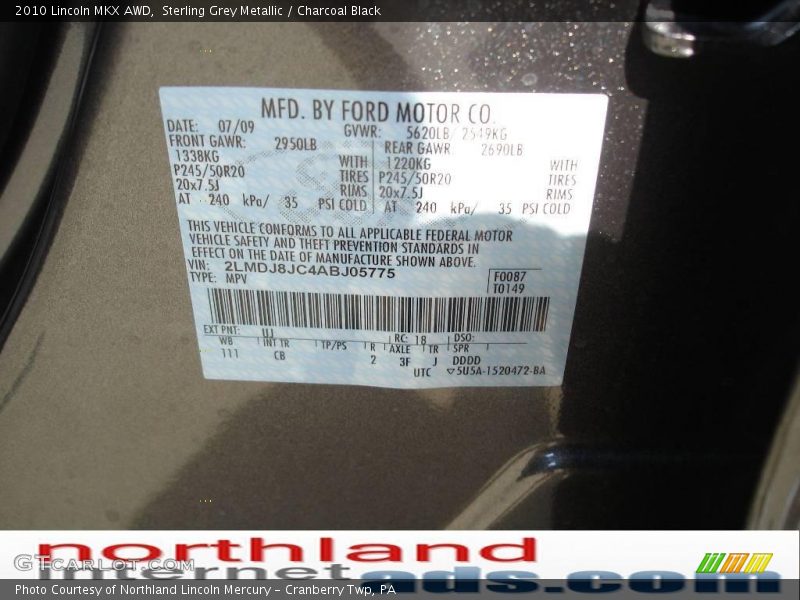 2010 Lincoln MKX AWD,  Sterling Grey Metallic / Charcoal Black
MFD. BY FORD MOTOR CO.
DATE: 07/09 GVWR: 5620LB/ 2549KG
FRONT GAWR: 2950LB REAR GAWR: 2690LB
1338KG WITH 1220KG WITH
P245/50R20 TIRES P245/50R20 TIRES
20x7.5J RIMS 20x7.5J RIMS
AT 240 kPa/ 35 PSI COLD AT 240 kPa/ 35 PSI COLD
THIS VEHICLE CONFORMS TO ALL APPLICABLE FEDERAL MOTOR
VEHICLE SAFETY AND THEFT PREVENTION STANDARDS IN
EFFECT ON THE DATE OF MANUFACTURE SHOWN ABOVE.
VIN: 2LMDJ8JC4ABJ05775 F0087
TYPE: MPV T0149
EXT PNT: UJ RC: 18 DSO:
WB INT TR TP/PS R AXLE TR SPR
111 CB 2 3F J DDDD
UTC ▽5U5A-1520472-BA
northland
GTCarLot.com
internet ads.com
Photo Courtesy of Northland Lincoln Mercury – Cranberry Twp, PA